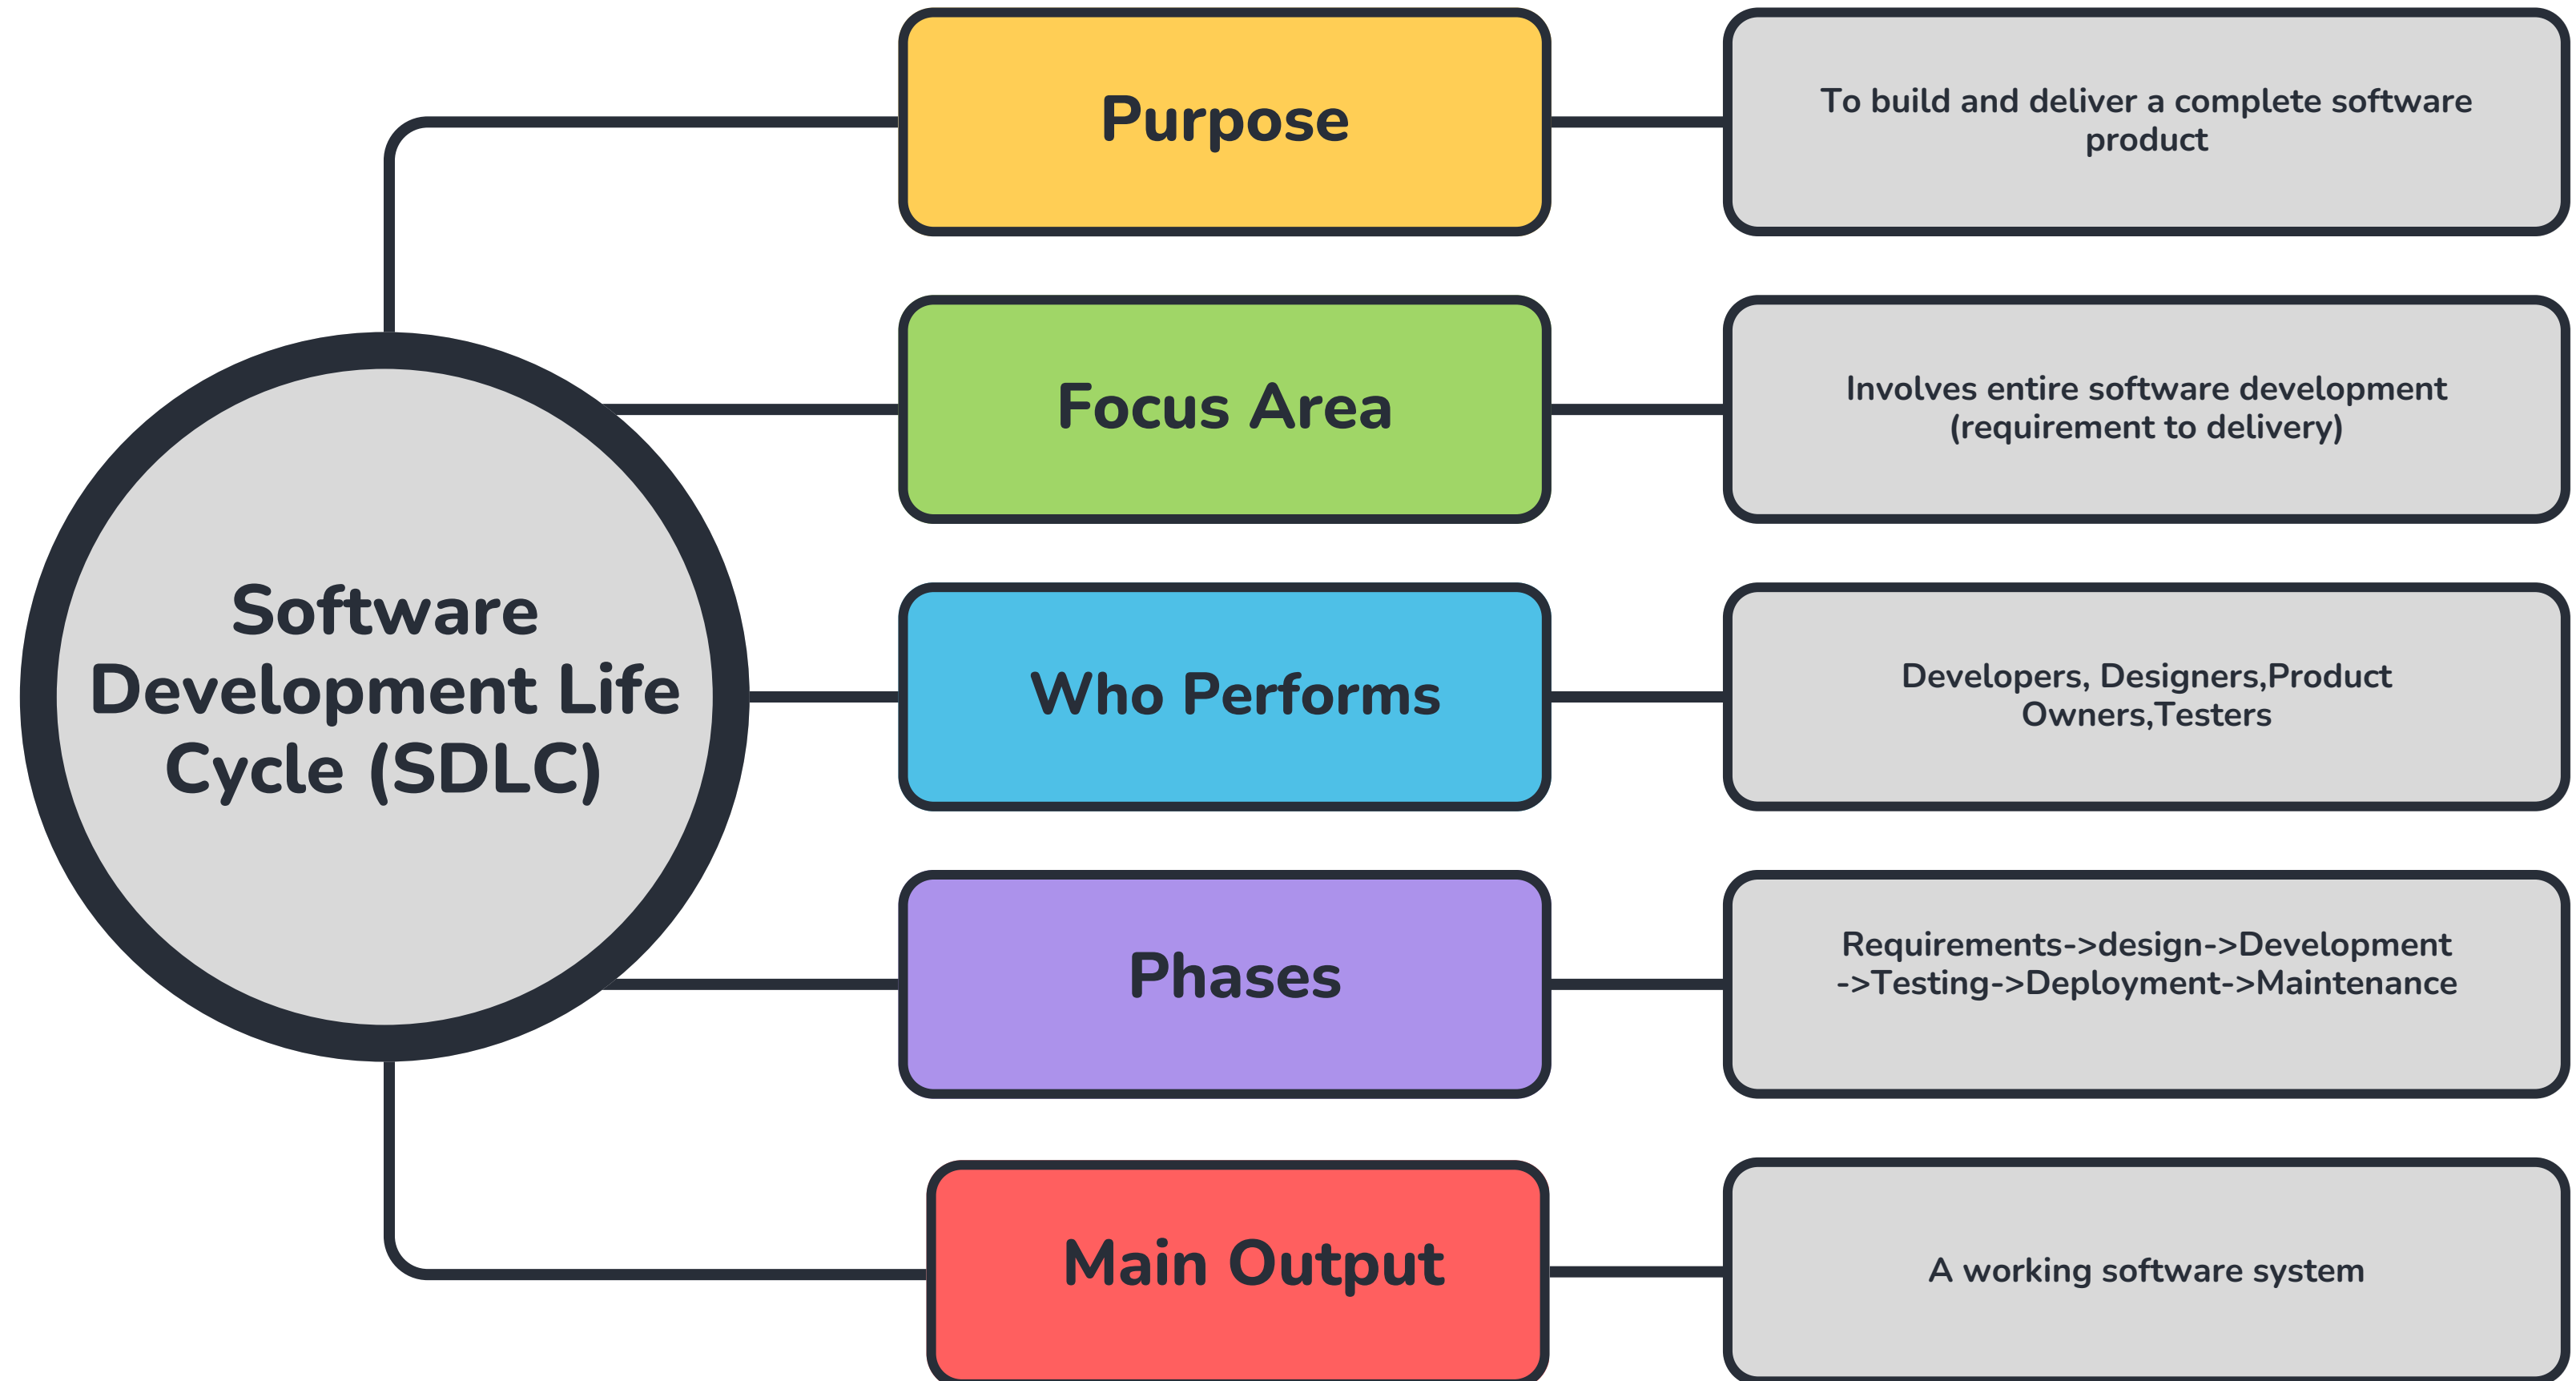 Software
Development Life
Cycle (SDLC)
Purpose
To build and deliver a complete software
product
Focus Area
Involves entire software development
(requirement to delivery)
Who Performs
Developers, Designers,Product
Owners,Testers
Phases
Requirements->design->Development
->Testing->Deployment->Maintenance
Main Output
A working software system